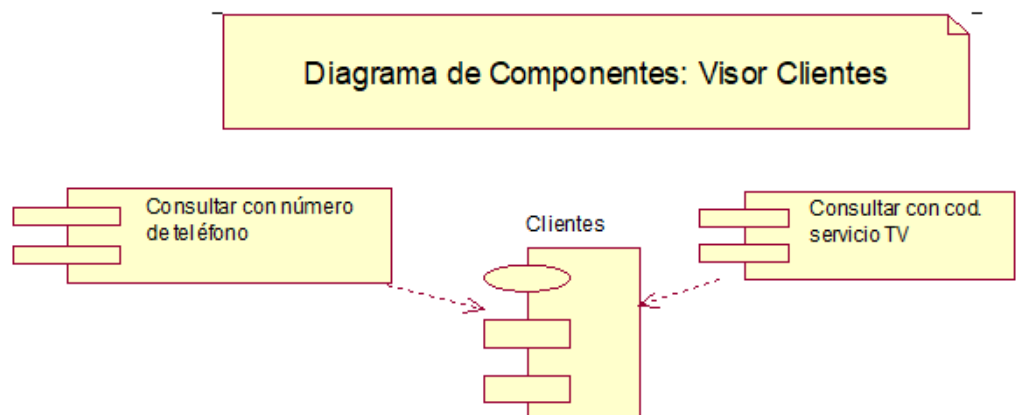 Diagrama de Componentes: Visor Clientes
Consultar con número
de teléfono
Clientes
Consultar con cod.
servicio TV